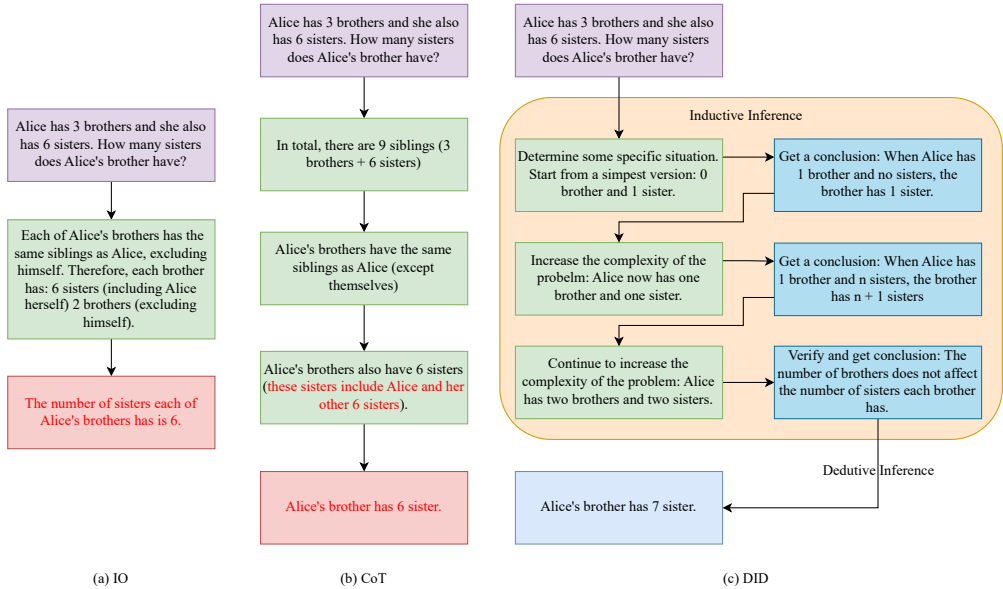 Alice has 3 brothers and she also
has 6 sisters. How many sisters
does Alice's brother have?
Each of Alice's brothers has the
same siblings as Alice, excluding
himself. Therefore, each brother
has: 6 sisters (including Alice
herself) 2 brothers (excluding
himself).
The number of sisters each of
Alice's brothers has is 6.
(a) IO
Alice has 3 brothers and she also
has 6 sisters. How many sisters
does Alice's brother have?
In total, there are 9 siblings (3
brothers + 6 sisters)
Alice's brothers have the same
siblings as Alice (except
themselves)
Alice's brothers also have 6 sisters
(these sisters include Alice and her
other 6 sisters).
Alice's brother has 6 sister.
(b) CoT
Alice has 3 brothers and she also
has 6 sisters. How many sisters
does Alice's brother have?
Inductive Inference
Determine some specific situation.
Start from a simpest version: 0
brother and 1 sister.
Get a conclusion: When Alice has
1 brother and no sisters, the
brother has 1 sister.
Increase the complexity of the
probelm: Alice now has one
brother and one sister.
Get a conclusion: When Alice has
1 brother and n sisters, the brother
has n + 1 sisters
Continue to increase the
complexity of the problem: Alice
has two brothers and two sisters.
Verify and get conclusion: The
number of brothers does not affect
the number of sisters each brother
has.
Dedutive Inference
Alice's brother has 7 sister.
(c) DID